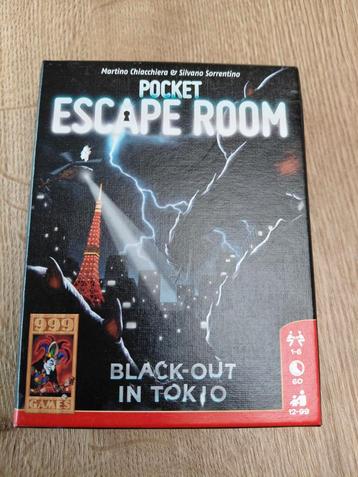 Martino Chiacchiera & Silvano Sorrentino
POCKET
ESCAPE ROOM
BLACK-OUT
IN TOKIO
999
GAMES
1-6
60
12-99